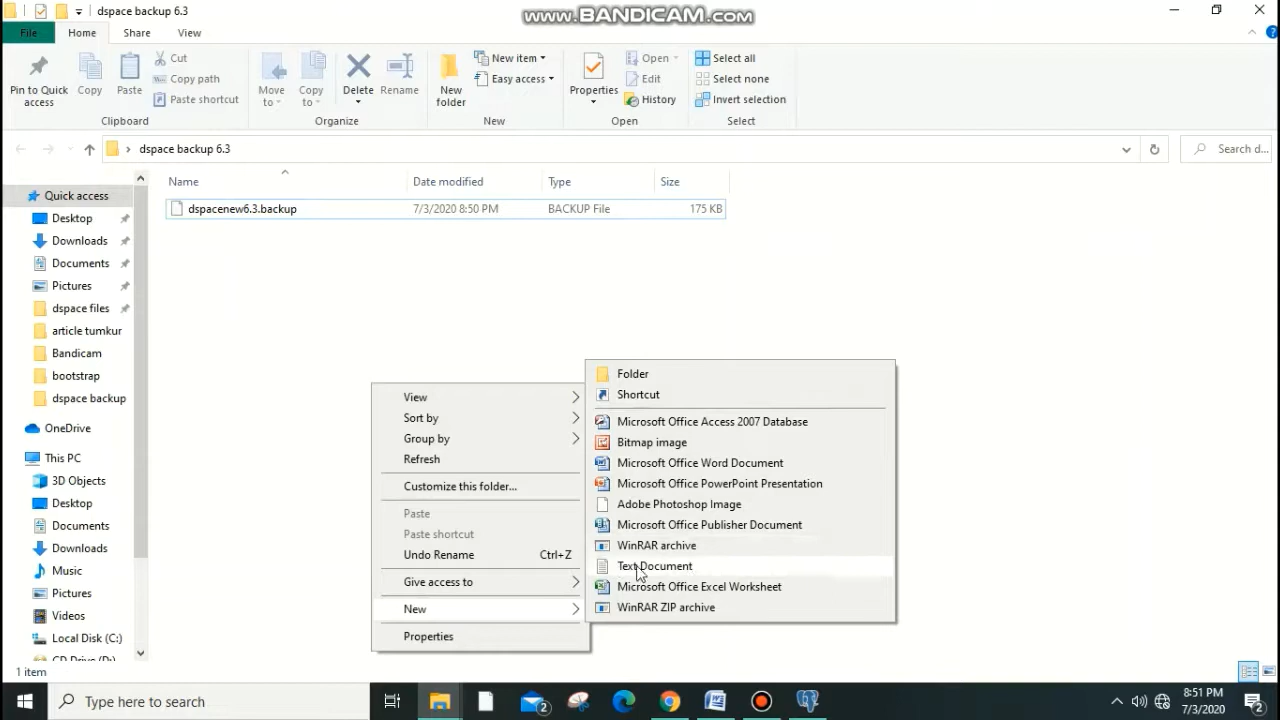 dspace backup 6.3
www.BANDICAM.com
File
Home
Share
View
Pin to Quick access
Copy
Paste
Cut
Copy path
Paste shortcut
Clipboard
Move to
Copy to
Delete
Rename
Organize
New folder
New item
Easy access
New
Properties
Open
Edit
History
Open
Select all
Select none
Invert selection
Select
dspace backup 6.3
Search d...
Name
Date modified
Type
Size
dspacenew6.3.backup
7/3/2020 8:50 PM
BACKUP File
175 KB
Quick access
Desktop
Downloads
Documents
Pictures
dspace files
article tumkur
Bandicam
bootstrap
dspace backup
OneDrive
This PC
3D Objects
Desktop
Documents
Downloads
Music
Pictures
Videos
Local Disk (C:)
CD Drive (D:)
View
Sort by
Group by
Refresh
Customize this folder...
Paste
Paste shortcut
Undo Rename Ctrl+Z
Give access to
New
Properties
Folder
Shortcut
Microsoft Office Access 2007 Database
Bitmap image
Microsoft Office Word Document
Microsoft Office PowerPoint Presentation
Adobe Photoshop Image
Microsoft Office Publisher Document
WinRAR archive
Text Document
Microsoft Office Excel Worksheet
WinRAR ZIP archive
1 item
Type here to search
2
8:51 PM
7/3/2020
2